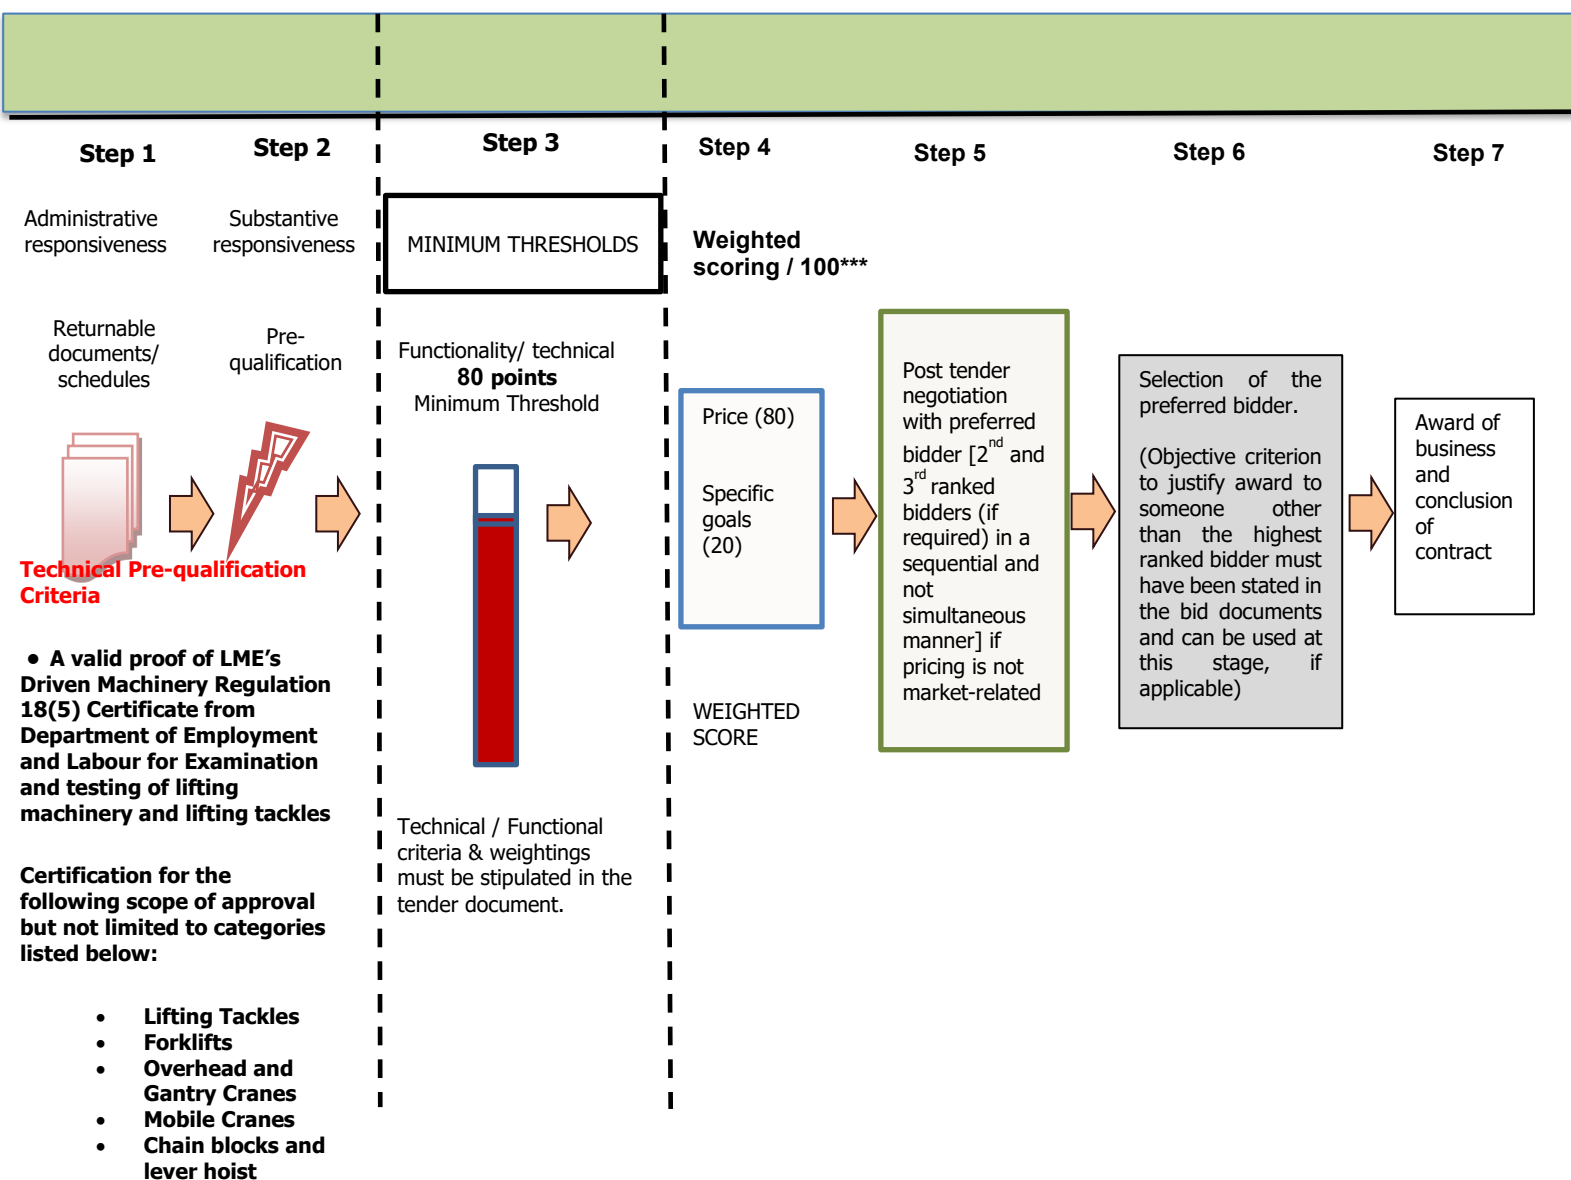 Step 1
Step 2
Step 3
Step 4
Step 5
Step 6
Step 7
Administrative
responsiveness
Substantive
responsiveness
MINIMUM THRESHOLDS
Weighted
scoring / 100***
Returnable
documents/
schedules
Pre-
qualification
Functionality/ technical
80 points
Minimum Threshold
Price (80)
Specific
goals
(20)
WEIGHTED
SCORE
Post tender
negotiation
with preferred
bidder [2nd and
3rd ranked
bidders (if
required) in a
sequential and
not
simultaneous
manner] if
pricing is not
market-related
Selection of the
preferred bidder.
(Objective criterion
to justify award to
someone other
than the highest
ranked bidder must
have been stated in
the bid documents
and can be used at
this stage, if
applicable)
Award of
business
and
conclusion
of
contract
Technical Pre-qualification
Criteria
• A valid proof of LME's
Driven Machinery Regulation
18(5) Certificate from
Department of Employment
and Labour for Examination
and testing of lifting
machinery and lifting tackles
Certification for the
following scope of approval
but not limited to categories
listed below:
• Lifting Tackles
• Forklifts
• Overhead and
Gantry Cranes
• Mobile Cranes
• Chain blocks and
lever hoist
Technical / Functional
criteria & weightings
must be stipulated in the
tender document.